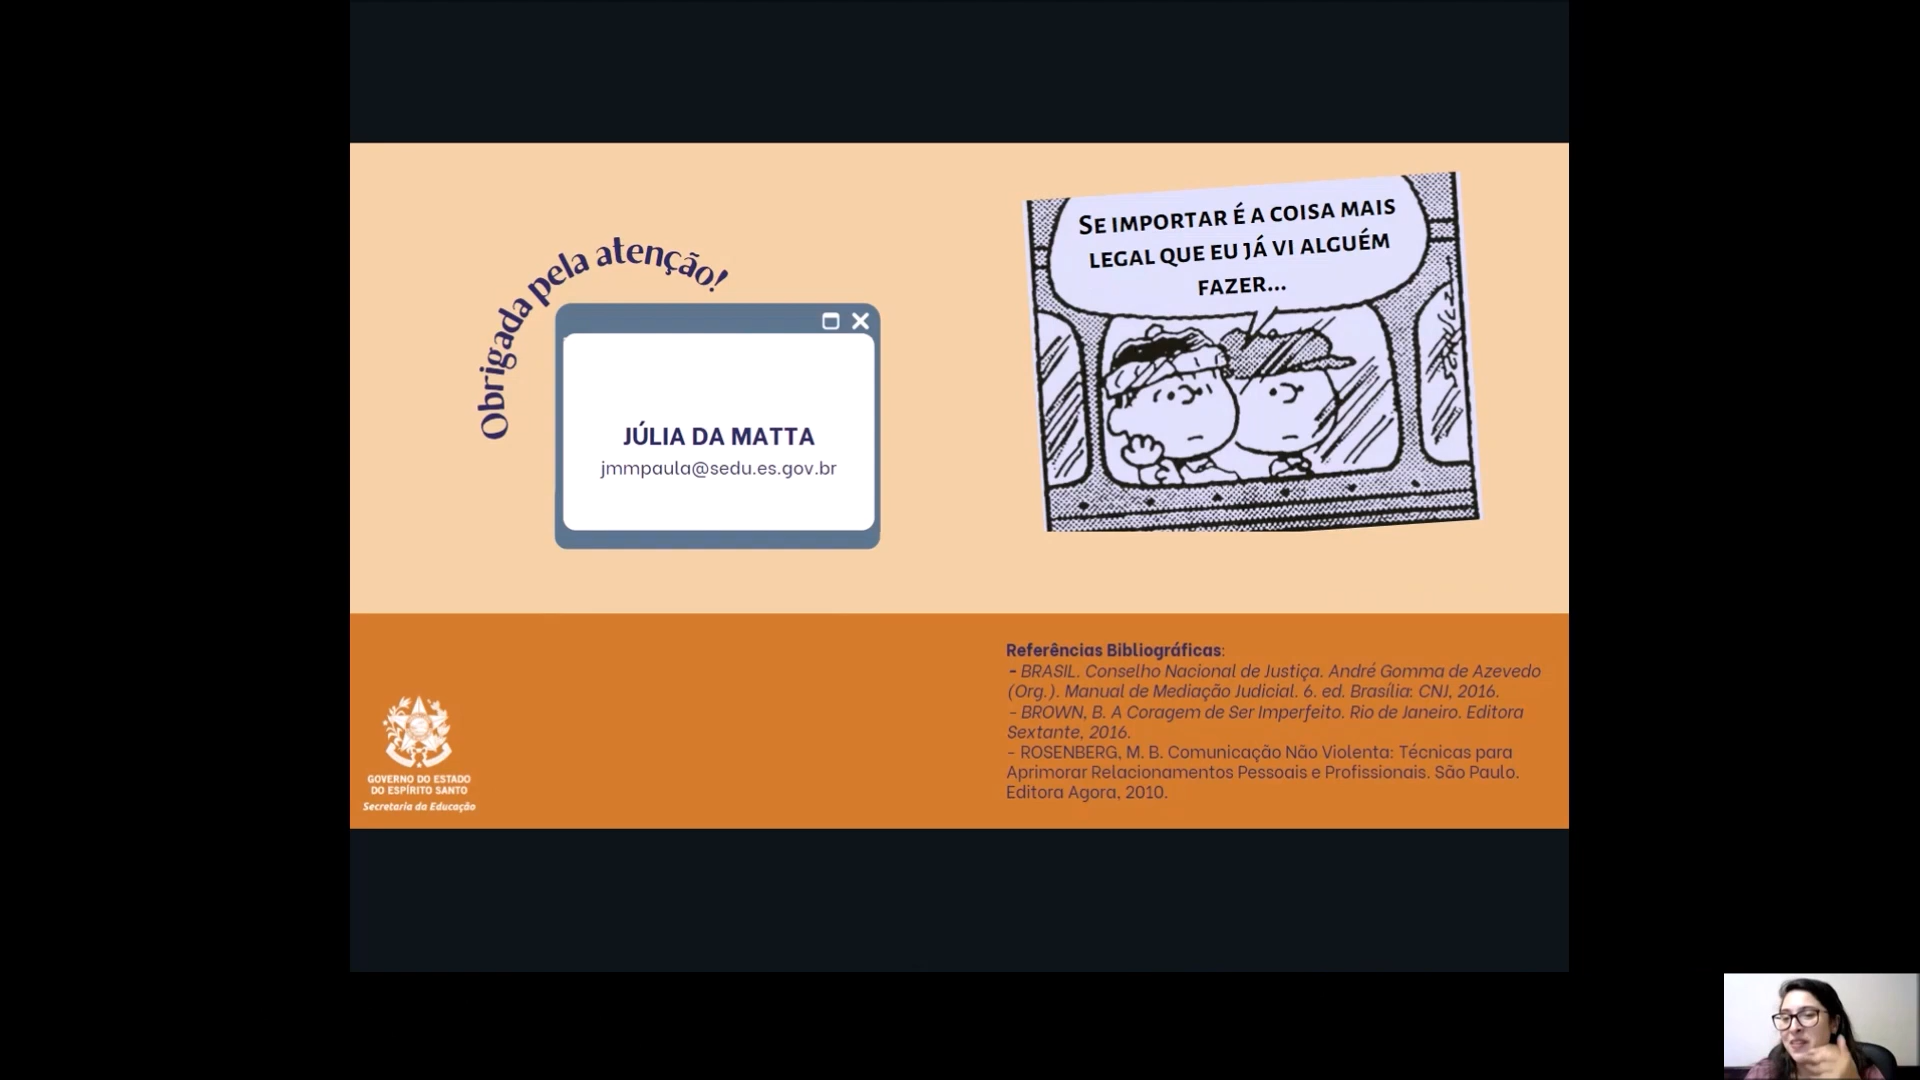 Obrigada pela atenção!
JÚLIA DA MATTA
jmmpaula@sedu.es.gov.br
SE IMPORTAR É A COISA MAIS
LEGAL QUE EU JÁ VI ALGUÉM
FAZER...
SCHULZ
GOVERNO DO ESTADO
DO ESPÍRITO SANTO
Secretaria da Educação
Referências Bibliográficas:
- BRASIL. Conselho Nacional de Justiça. André Gomma de Azevedo
(Org.). Manual de Mediação Judicial. 6. ed. Brasília: CNJ, 2016.
- BROWN, B. A Coragem de Ser Imperfeito. Rio de Janeiro. Editora
Sextante, 2016.
- ROSENBERG, M. B. Comunicação Não Violenta: Técnicas para
Aprimorar Relacionamentos Pessoais e Profissionais. São Paulo.
Editora Agora, 2010.